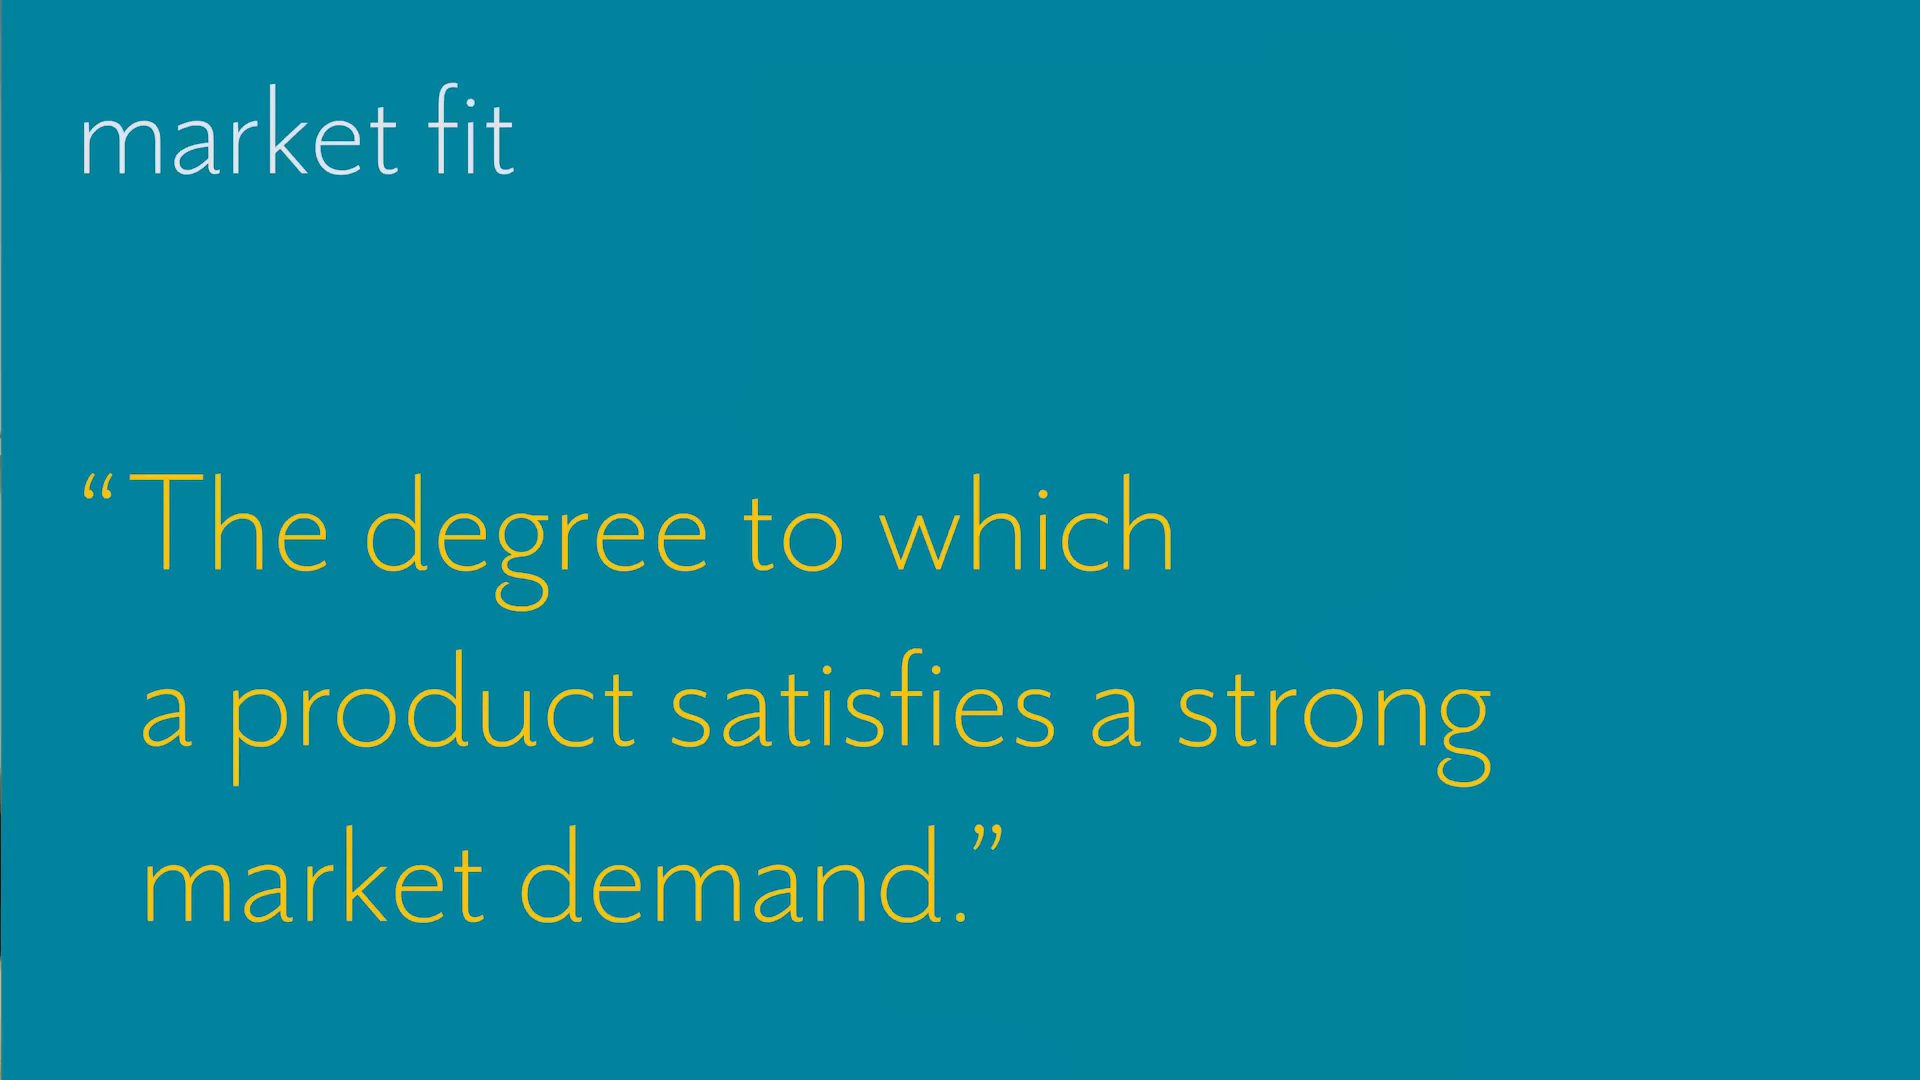 market fit
“The degree to which
a product satisfies a strong
market demand.”